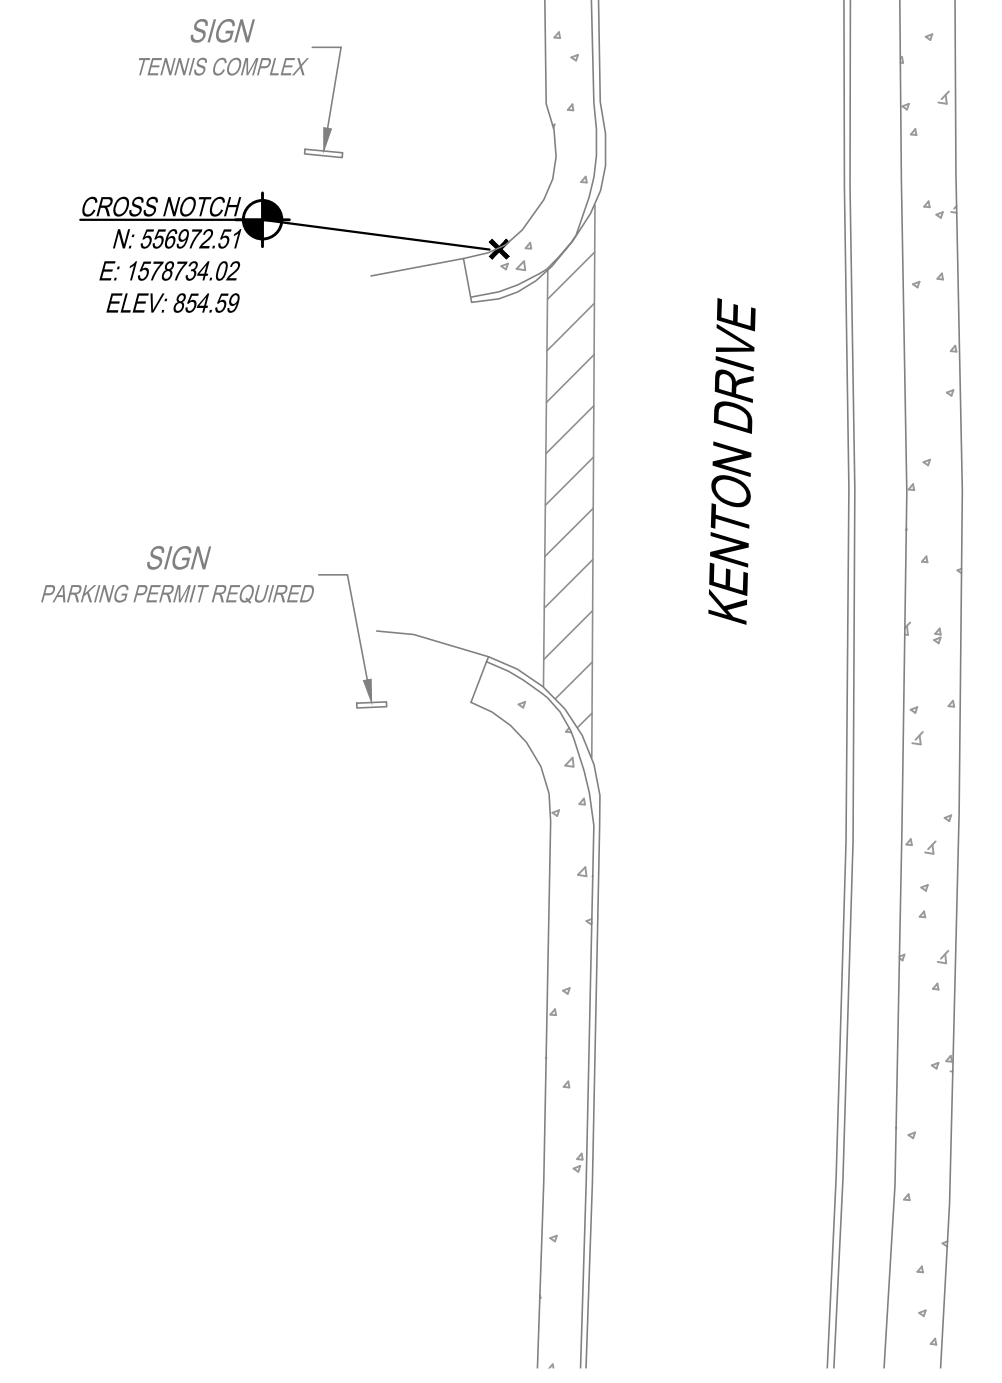 SIGN
TENNIS COMPLEX
CROSS NOTCH
N: 556972.51
E: 1578734.02
ELEV: 854.59
KENTON DRIVE
SIGN
PARKING PERMIT REQUIRED